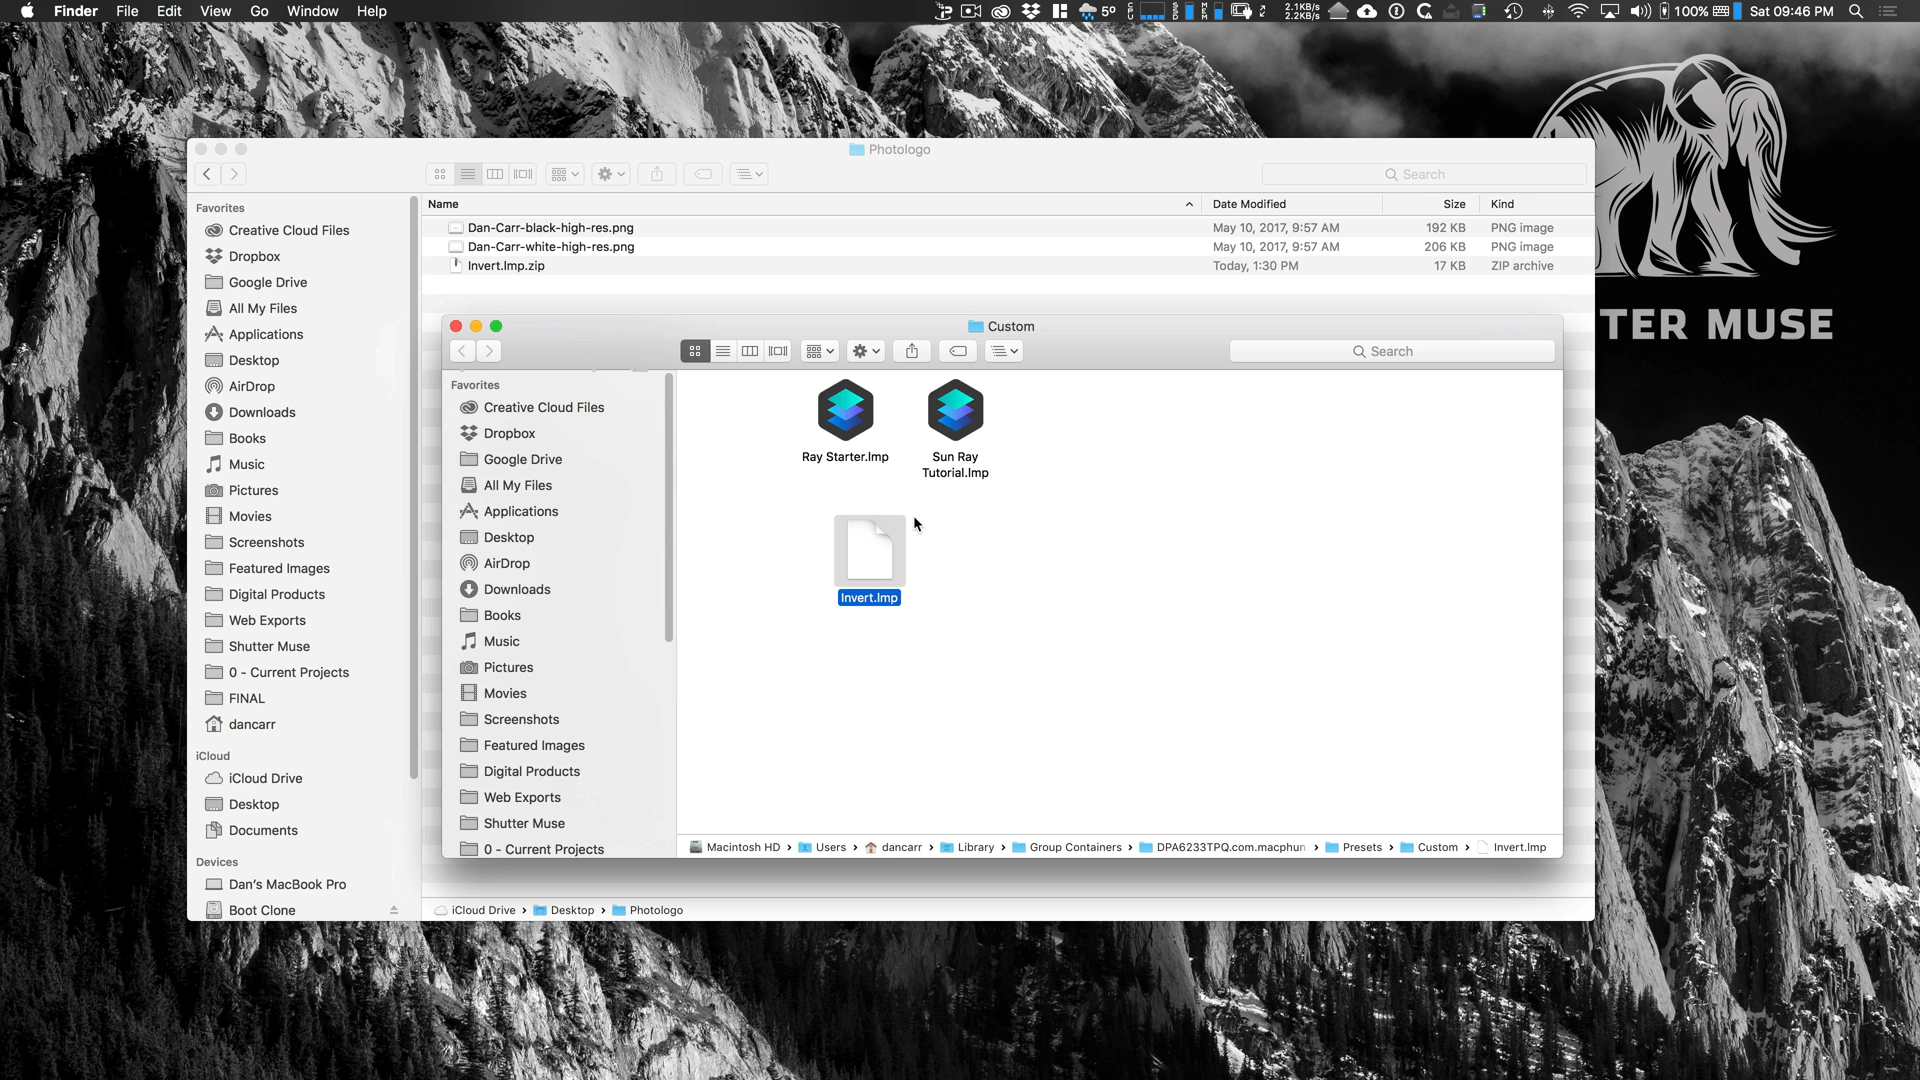 Finder File Edit View Go Window Help
5° 2.1KB/s 2.2KB/s 100% Sat 09:46 PM
TER MUSE
Photologo
Search
Favorites
Creative Cloud Files
Dropbox
Google Drive
All My Files
Applications
Desktop
AirDrop
Downloads
Books
Music
Pictures
Movies
Screenshots
Featured Images
Digital Products
Web Exports
Shutter Muse
0 - Current Projects
FINAL
dancarr
iCloud
iCloud Drive
Desktop
Documents
Devices
Dan's MacBook Pro
Boot Clone
Name Date Modified Size Kind
Dan-Carr-black-high-res.png May 10, 2017, 9:57 AM 192 KB PNG image
Dan-Carr-white-high-res.png May 10, 2017, 9:57 AM 206 KB PNG image
Invert.lmp.zip Today, 1:30 PM 17 KB ZIP archive
Custom
Search
Favorites
Creative Cloud Files
Dropbox
Google Drive
All My Files
Applications
Desktop
AirDrop
Downloads
Books
Music
Pictures
Movies
Screenshots
Featured Images
Digital Products
Web Exports
Shutter Muse
0 - Current Projects
Ray Starter.lmp
Sun Ray
Tutorial.lmp
Invert.lmp
Macintosh HD › Users › dancarr › Library › Group Containers › DPA6233TPQ.com.macphun › Presets › Custom › Invert.lmp
iCloud Drive › Desktop › Photologo